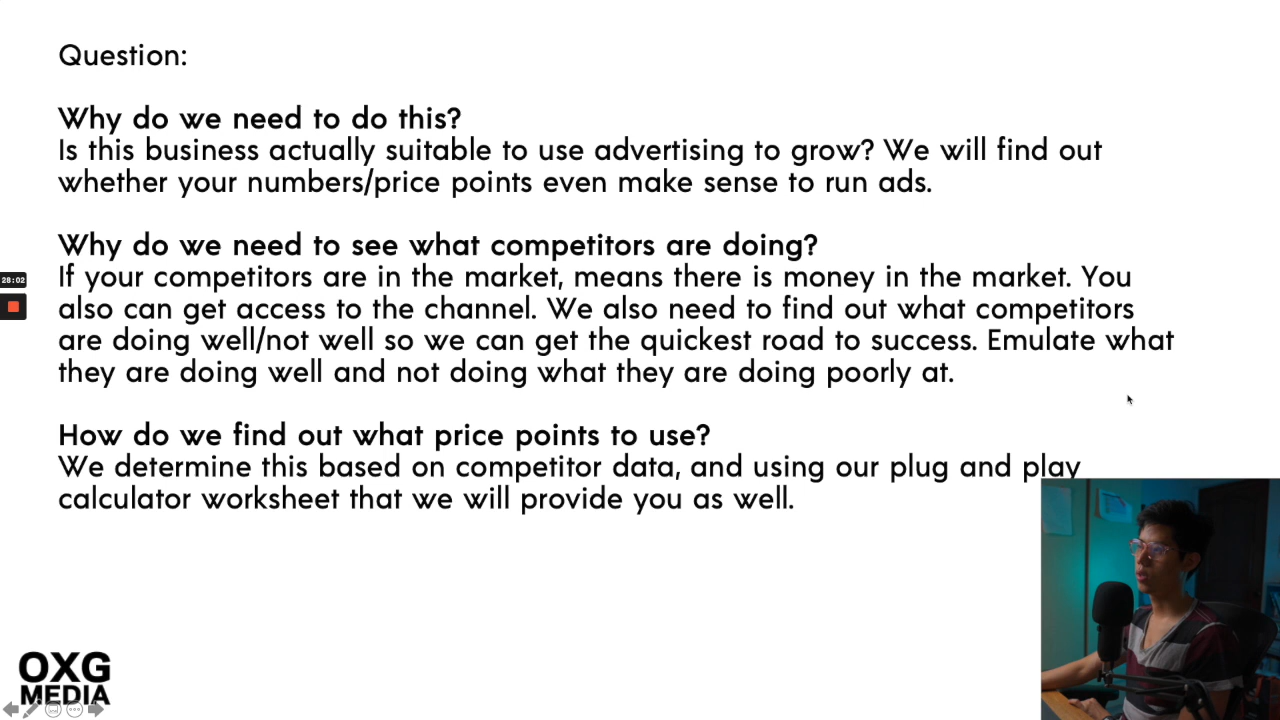 Question:
Why do we need to do this?
Is this business actually suitable to use advertising to grow? We will find out
whether your numbers/price points even make sense to run ads.
Why do we need to see what competitors are doing?
If your competitors are in the market, means there is money in the market. You
also can get access to the channel. We also need to find out what competitors
are doing well/not well so we can get the quickest road to success. Emulate what
they are doing well and not doing what they are doing poorly at.
28:02
How do we find out what price points to use?
We determine this based on competitor data, and using our plug and play
calculator worksheet that we will provide you as well.
OXG
MEDIA